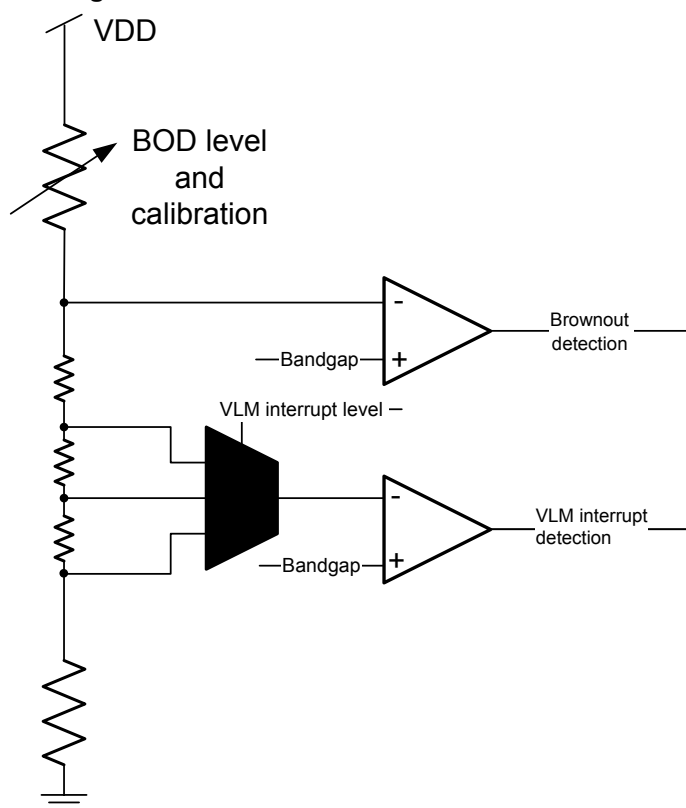 VDD
BOD level
and
calibration
-
Brownout
detection
Bandgap
+
VLM interrupt level
-
VLM interrupt
detection
Bandgap
+